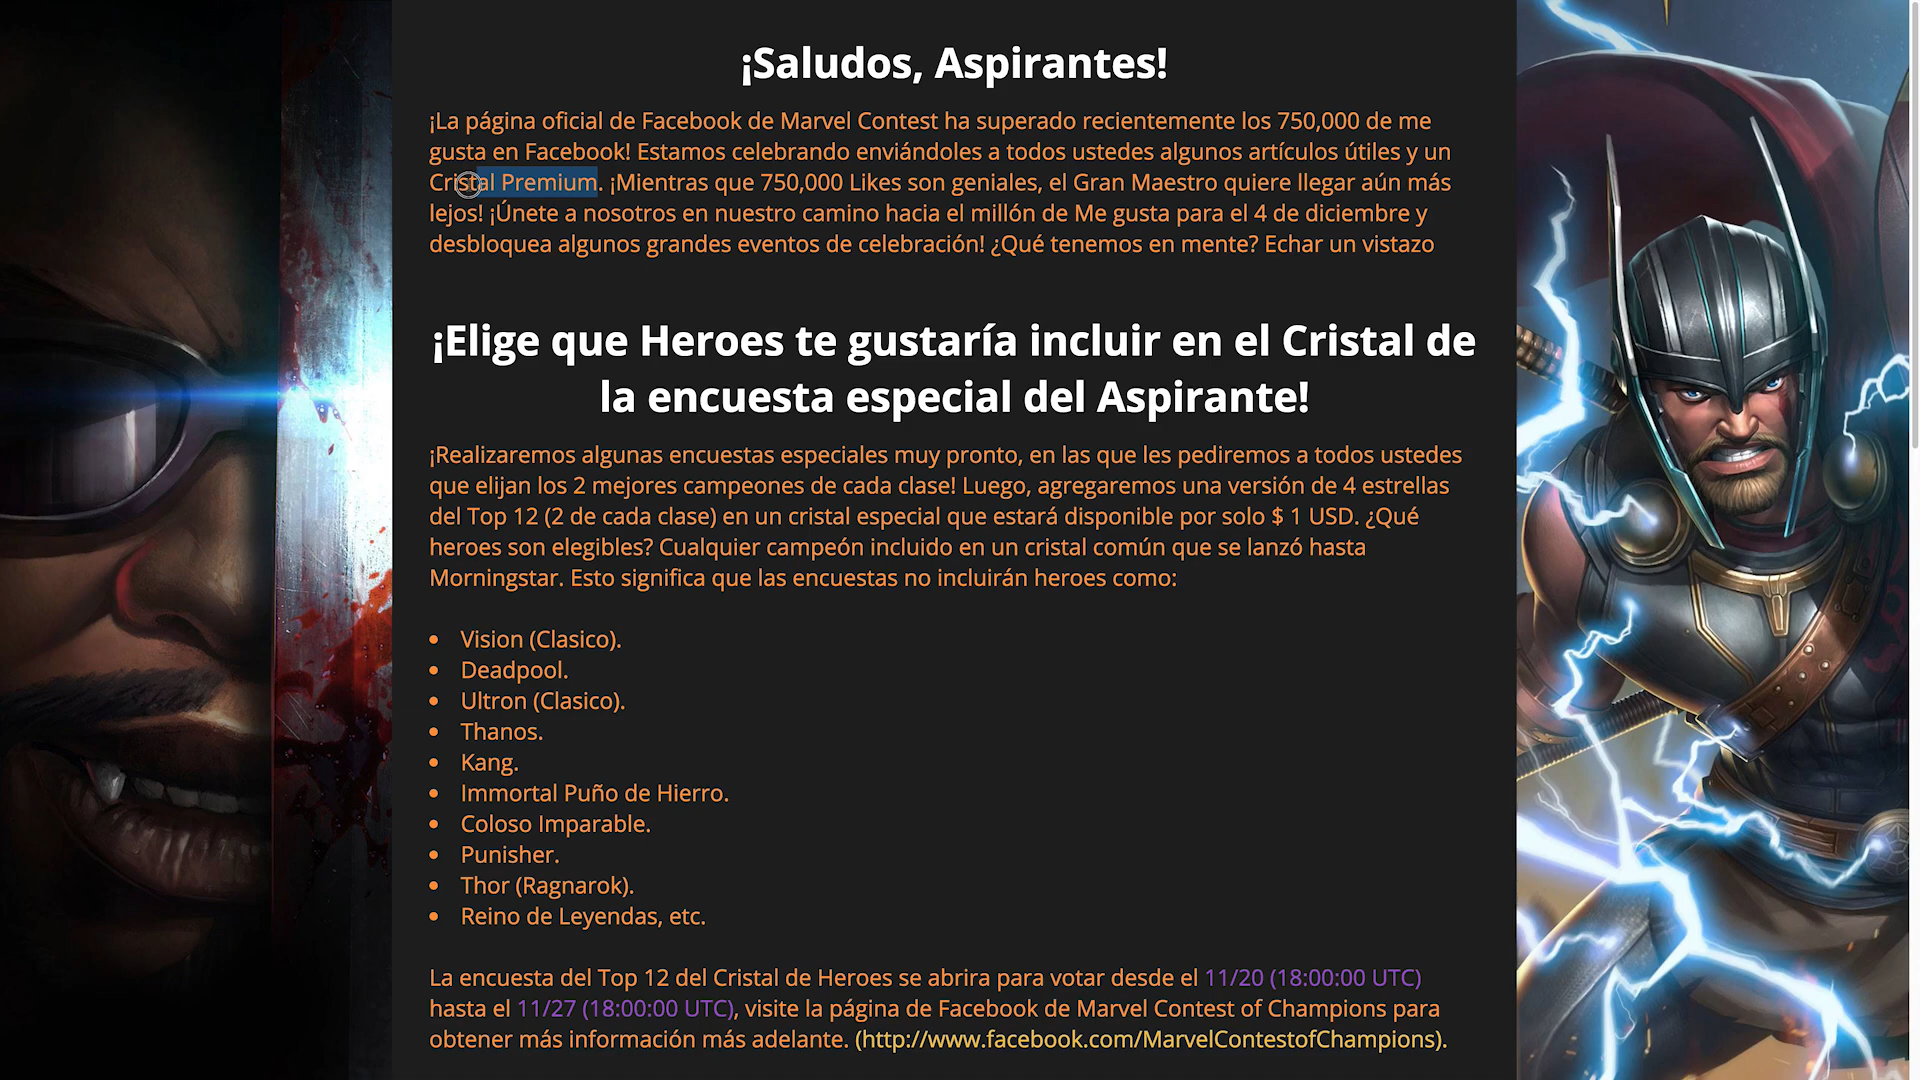 ¡Saludos, Aspirantes!
¡La página oficial de Facebook de Marvel Contest ha superado recientemente los 750,000 de me
gusta en Facebook! Estamos celebrando enviándoles a todos ustedes algunos artículos útiles y un
Cristal Premium. ¡Mientras que 750,000 Likes son geniales, el Gran Maestro quiere llegar aún más
lejos! ¡Únete a nosotros en nuestro camino hacia el millón de Me gusta para el 4 de diciembre y
desbloquea algunos grandes eventos de celebración! ¿Qué tenemos en mente? Echar un vistazo
¡Elige que Heroes te gustaría incluir en el Cristal de
la encuesta especial del Aspirante!
¡Realizaremos algunas encuestas especiales muy pronto, en las que les pediremos a todos ustedes
que elijan los 2 mejores campeones de cada clase! Luego, agregaremos una versión de 4 estrellas
del Top 12 (2 de cada clase) en un cristal especial que estará disponible por solo $ 1 USD. ¿Qué
heroes son elegibles? Cualquier campeón incluido en un cristal común que se lanzó hasta
Morningstar. Esto significa que las encuestas no incluirán heroes como:
• Vision (Clasico).
• Deadpool.
• Ultron (Clasico).
• Thanos.
• Kang.
• Immortal Puño de Hierro.
• Coloso Imparable.
• Punisher.
• Thor (Ragnarok).
• Reino de Leyendas, etc.
La encuesta del Top 12 del Cristal de Heroes se abrira para votar desde el 11/20 (18:00:00 UTC)
hasta el 11/27 (18:00:00 UTC), visite la página de Facebook de Marvel Contest of Champions para
obtener más información más adelante. (http://www.facebook.com/MarvelContestofChampions).